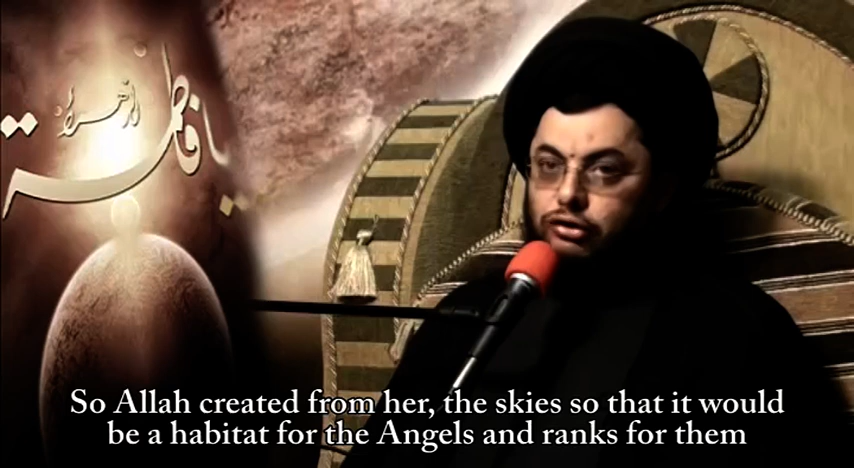 يا فاطمة
الزهراء
So Allah created from her, the skies so that it would
be a habitat for the Angels and ranks for them